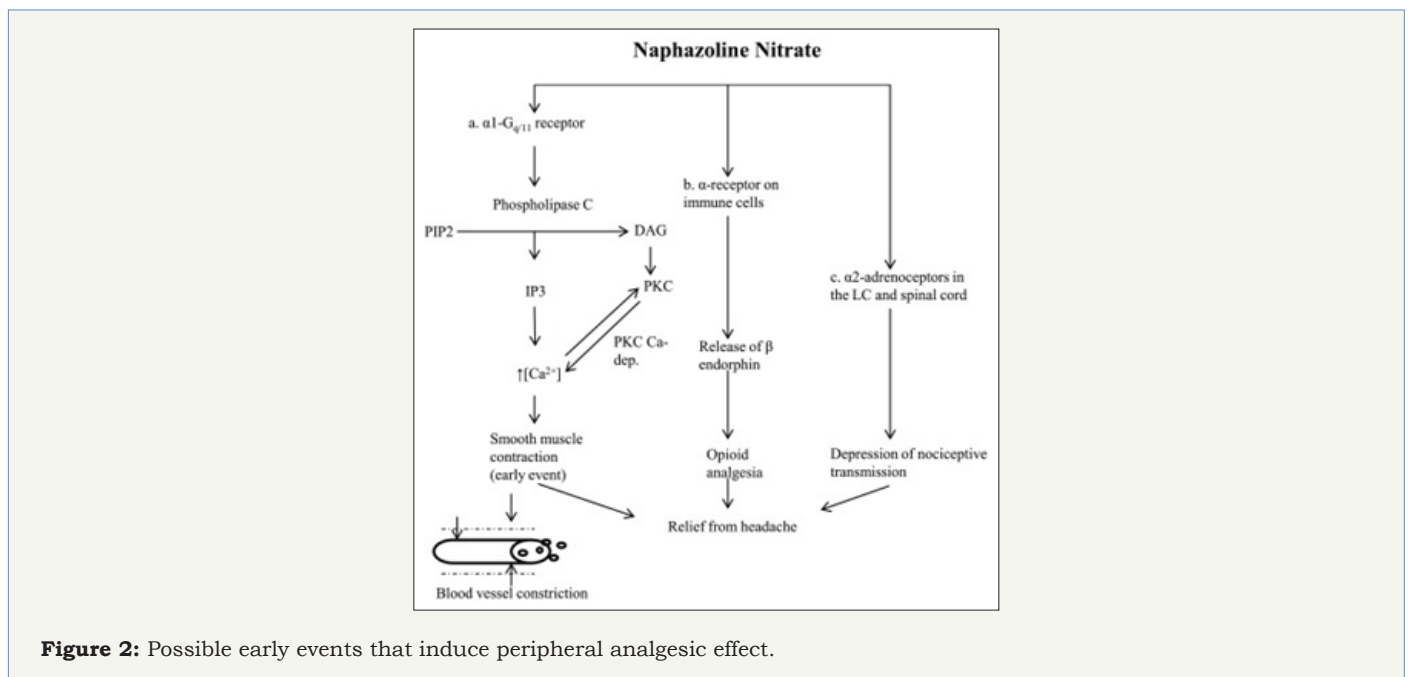 Naphazoline Nitrate
a. α1-Gq/11 receptor
Phospholipase C
PIP2
DAG
IP3
PKC
PKC Ca-
dep.
↑[Ca²⁺]
Smooth muscle
contraction
(early event)
Blood vessel constriction
b. α-receptor on
immune cells
Release of β
endorphin
Opioid
analgesia
c. α2-adrenoceptors in
the LC and spinal cord
Depression of nociceptive
transmission
Relief from headache
Figure 2: Possible early events that induce peripheral analgesic effect.